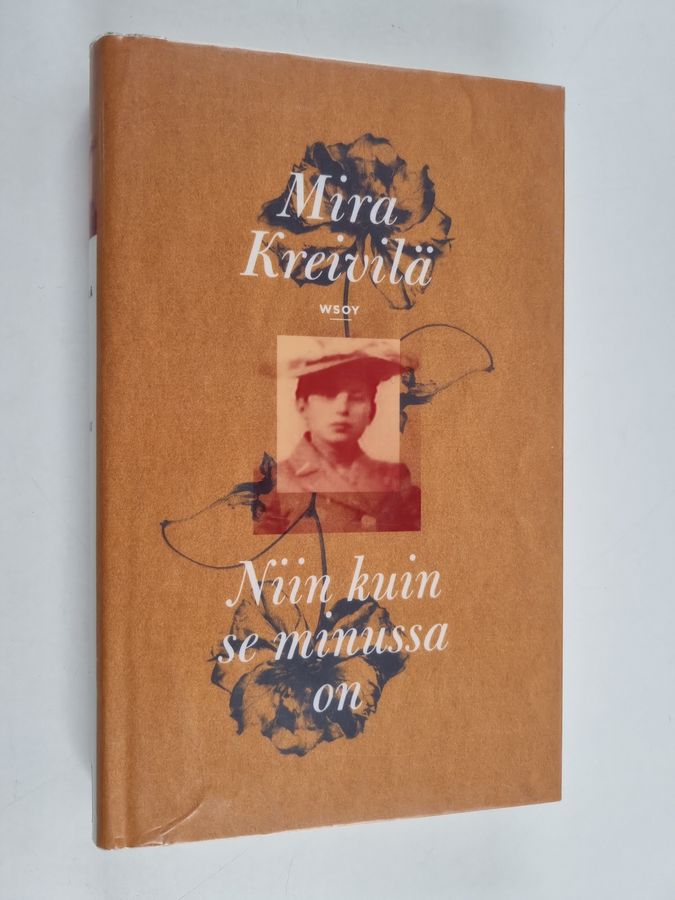 Mira
Kreivilä
WSOY
Niin kuin
se minussa
on